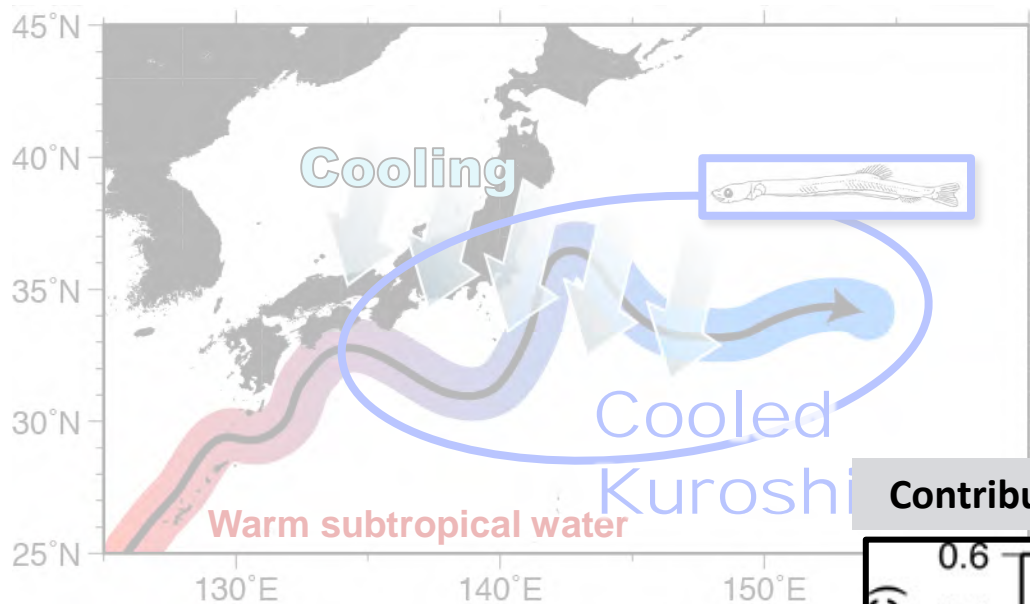 45°N
40°N
35°N
30°N
25°N
130°E
140°E
150°E
Cooling
Cooled
Kuroshi
Warm subtropical water
Contribu
0.6